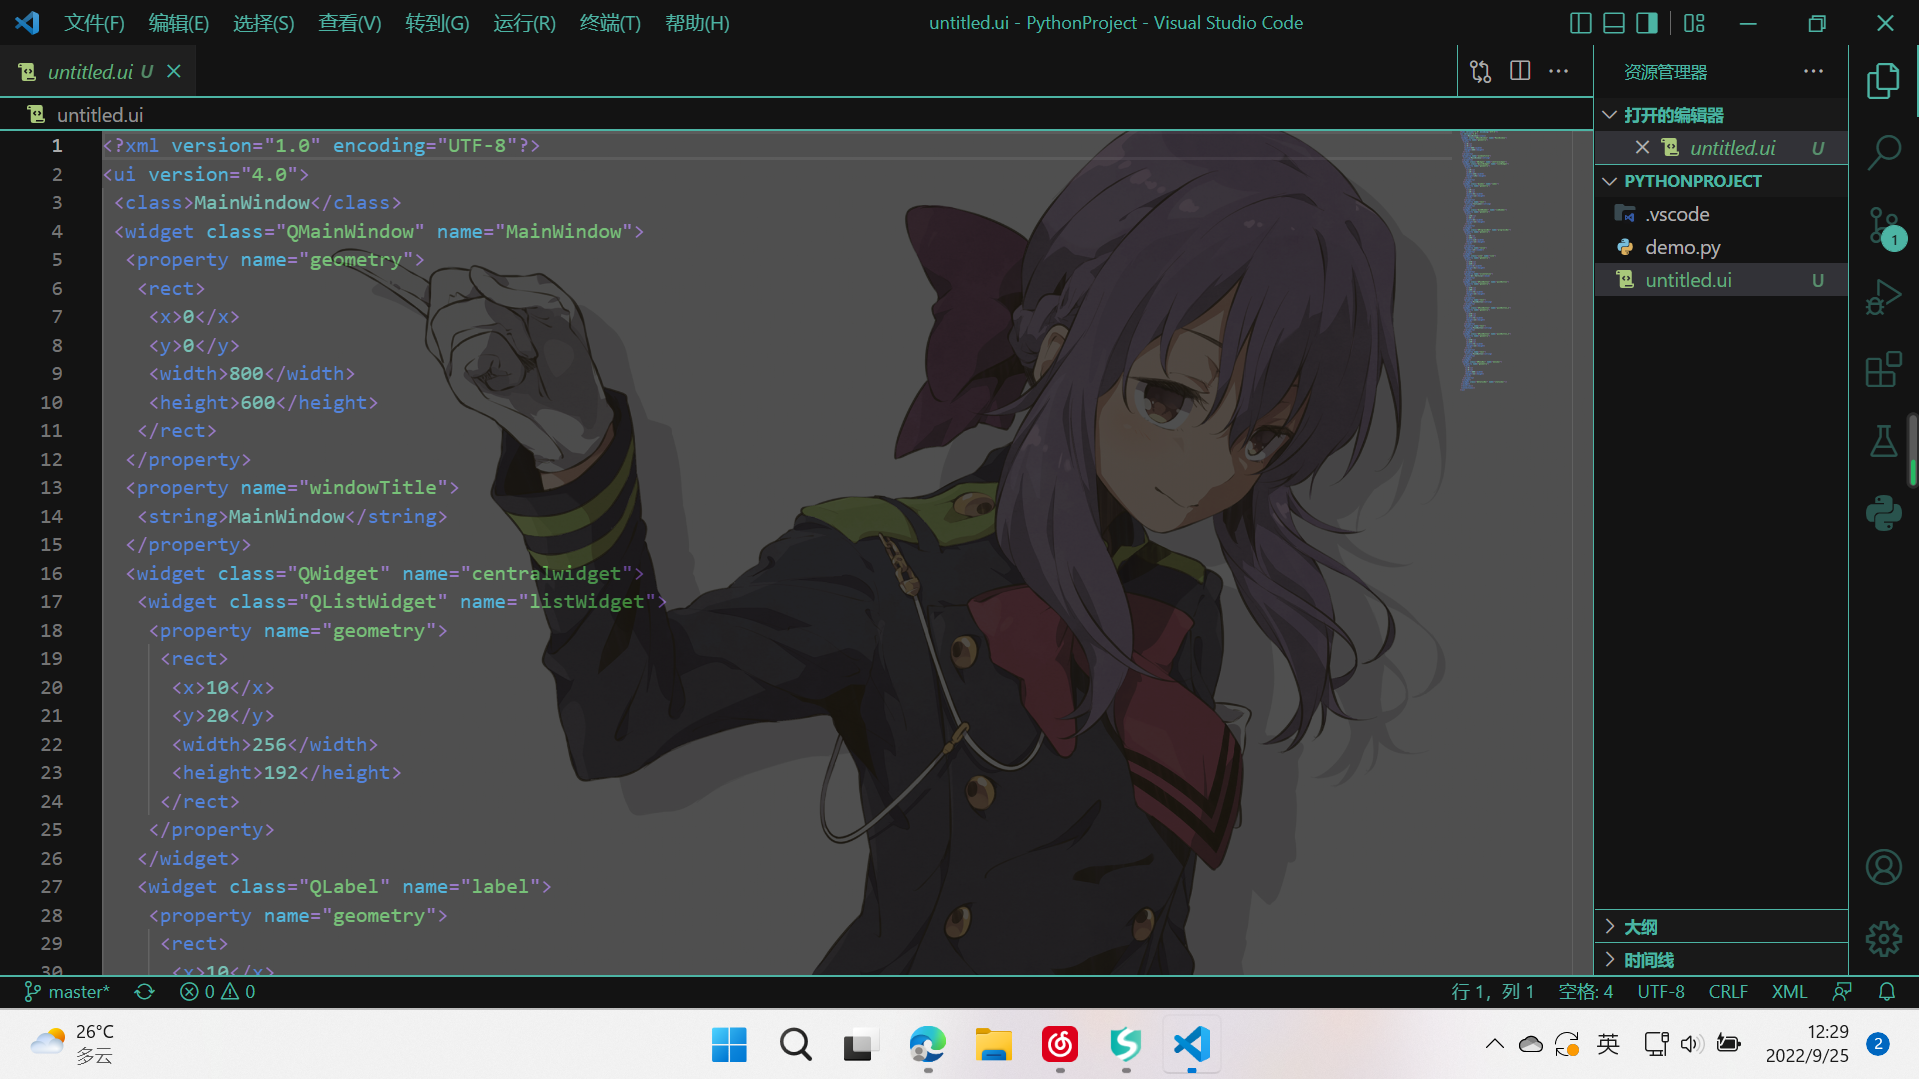 文件(F) 编辑(E) 选择(S) 查看(V) 转到(G) 运行(R) 终端(T) 帮助(H)
untitled.ui - PythonProject - Visual Studio Code
untitled.ui U
untitled.ui
1 <?xml version="1.0" encoding="UTF-8"?>
2 <ui version="4.0">
3 <class>MainWindow</class>
4 <widget class="QMainWindow" name="MainWindow">
5 <property name="geometry">
6 <rect>
7 <x>0</x>
8 <y>0</y>
9 <width>800</width>
10 <height>600</height>
11 </rect>
12 </property>
13 <property name="windowTitle">
14 <string>MainWindow</string>
15 </property>
16 <widget class="QWidget" name="centralwidget">
17 <widget class="QListWidget" name="listWidget">
18 <property name="geometry">
19 <rect>
20 <x>10</x>
21 <y>20</y>
22 <width>256</width>
23 <height>192</height>
24 </rect>
25 </property>
26 </widget>
27 <widget class="QLabel" name="label">
28 <property name="geometry">
29 <rect>
30 <x>10</x>
资源管理器
打开的编辑器
untitled.ui U
PYTHONPROJECT
.vscode
demo.py
untitled.ui U
大纲
时间线
1
master* 0 0
行 1，列 1 空格: 4 UTF-8 CRLF XML
26°C
多云
英
12:29
2022/9/25
2